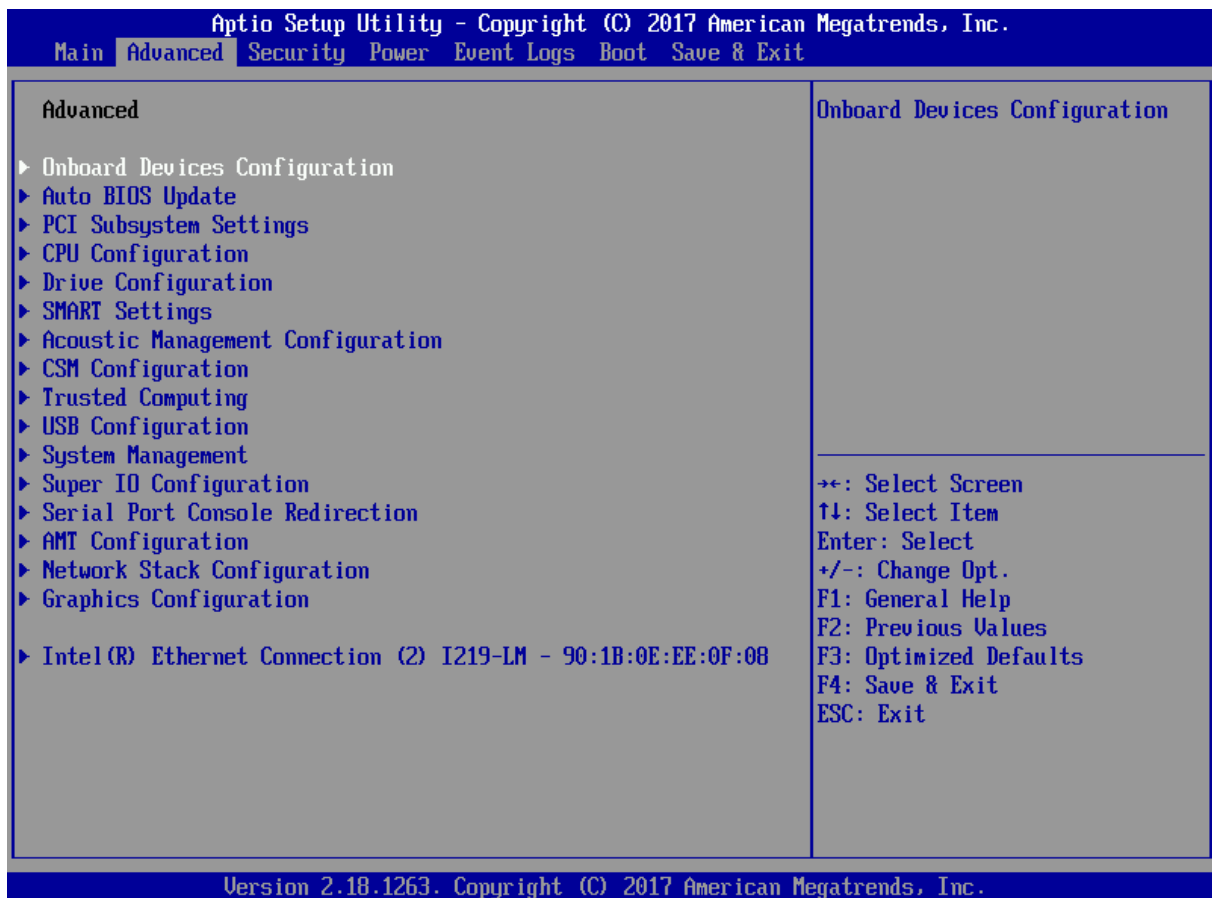 Aptio Setup Utility - Copyright (C) 2017 American Megatrends, Inc.
Main Advanced Security Power Event Logs Boot Save & Exit
Advanced
Onboard Devices Configuration
Auto BIOS Update
PCI Subsystem Settings
CPU Configuration
Drive Configuration
SMART Settings
Acoustic Management Configuration
CSM Configuration
Trusted Computing
USB Configuration
System Management
Super IO Configuration
Serial Port Console Redirection
AMT Configuration
Network Stack Configuration
Graphics Configuration
Intel(R) Ethernet Connection (2) I219-LM - 90:1B:0E:EE:0F:08
Onboard Devices Configuration
→←: Select Screen
↑↓: Select Item
Enter: Select
+/-: Change Opt.
F1: General Help
F2: Previous Values
F3: Optimized Defaults
F4: Save & Exit
ESC: Exit
Version 2.18.1263. Copyright (C) 2017 American Megatrends, Inc.